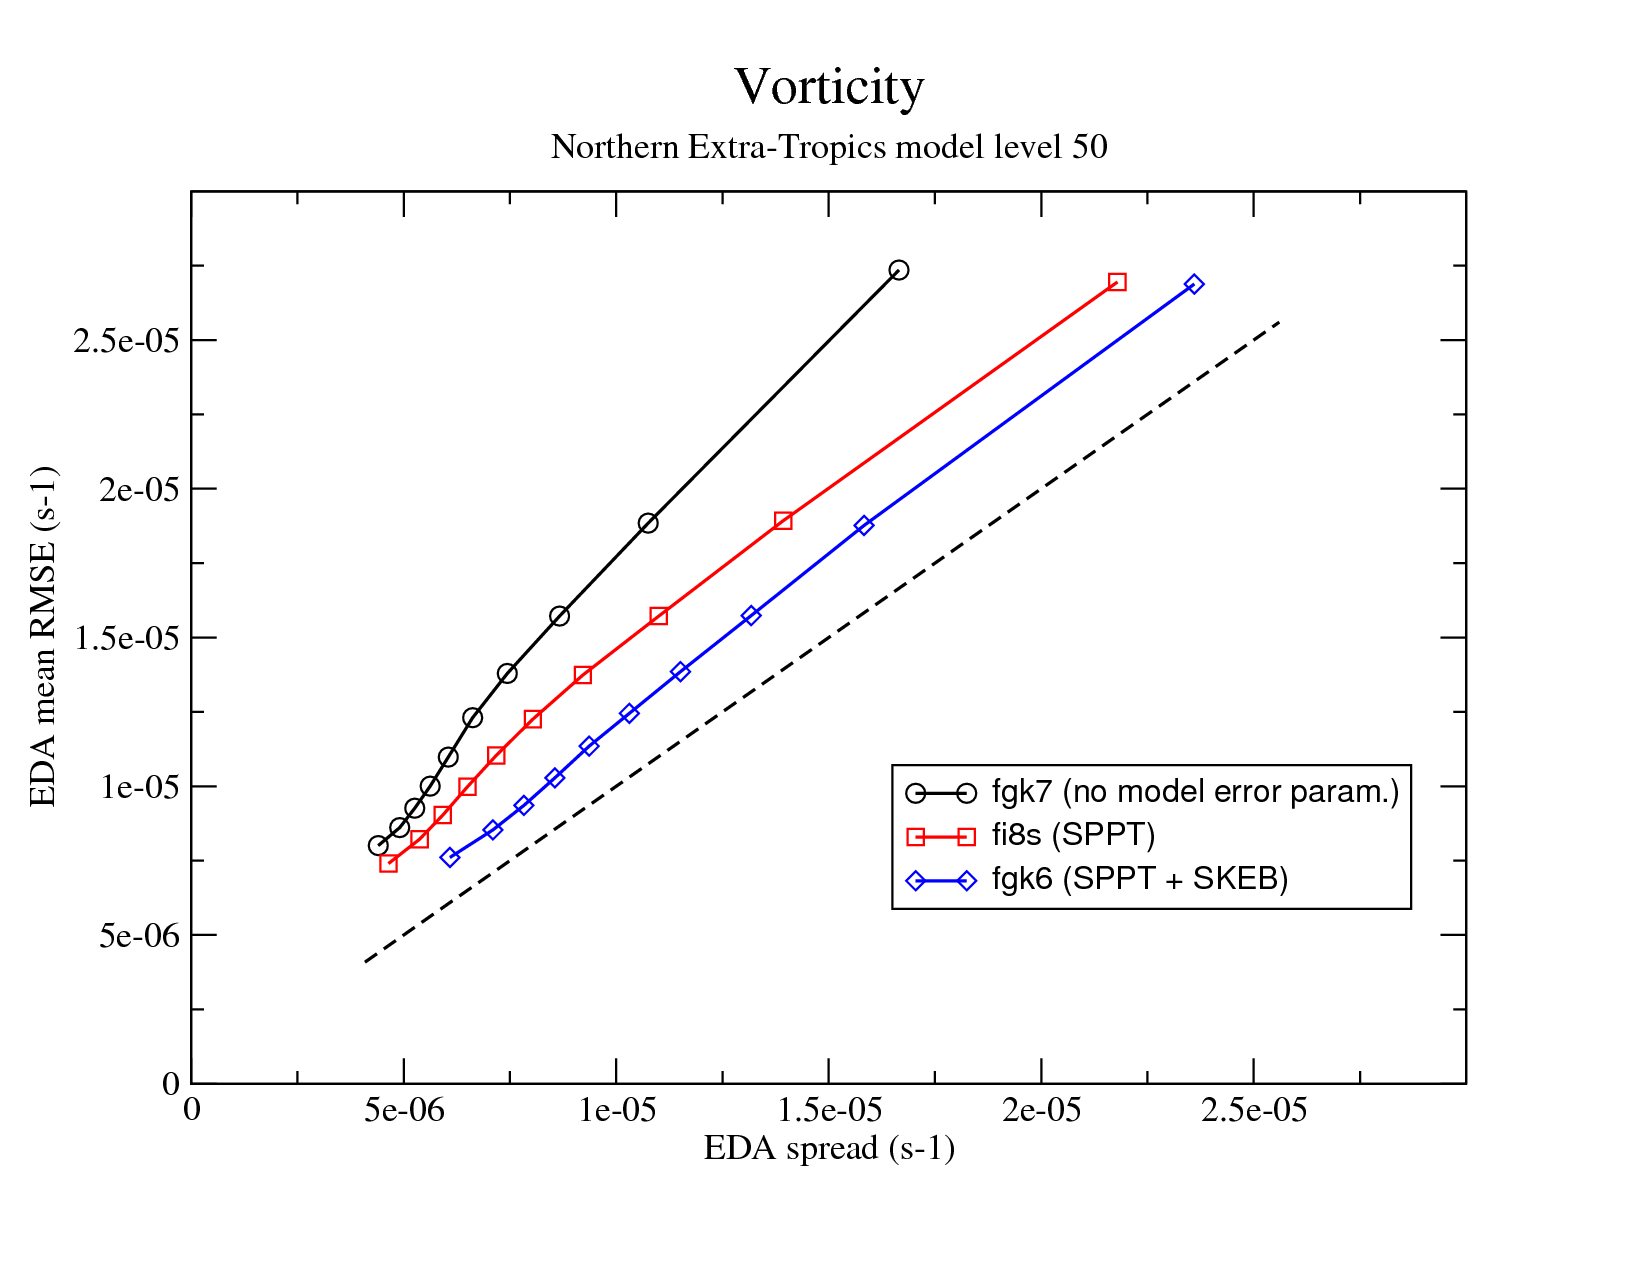 Vorticity
Northern Extra-Tropics model level 50
2.5e-05
2e-05
1.5e-05
1e-05
5e-06
0
EDA mean RMSE (s-1)
fgk7 (no model error param.)
fi8s (SPPT)
fgk6 (SPPT + SKEB)
0 5e-06 1e-05 1.5e-05 2e-05 2.5e-05
EDA spread (s-1)